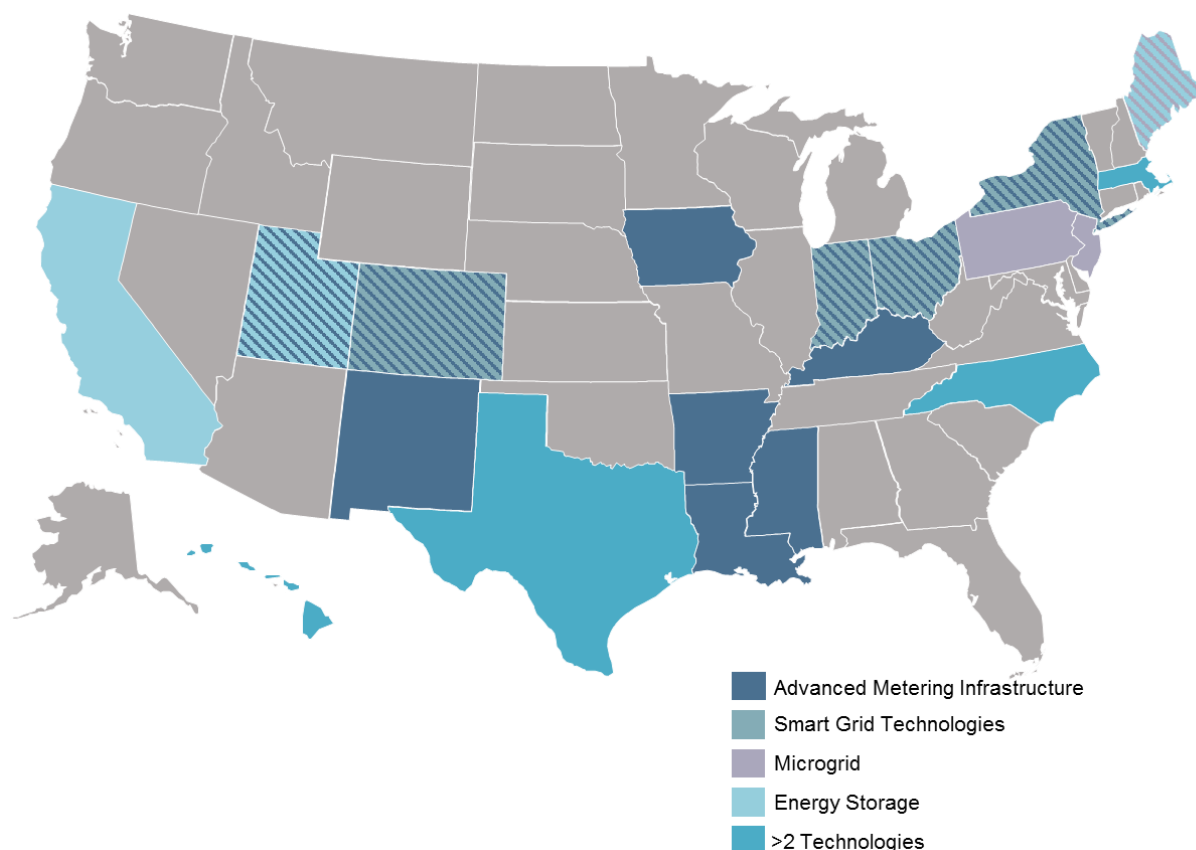 Advanced Metering Infrastructure
Smart Grid Technologies
Microgrid
Energy Storage
>2 Technologies